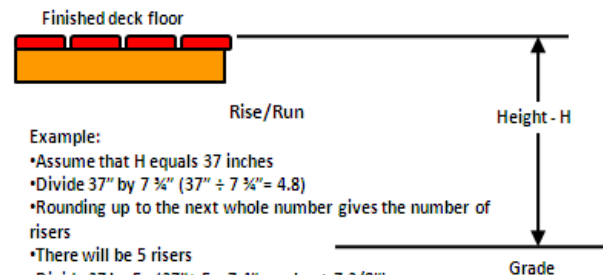 Finished deck floor
Rise/Run
Height - H
Example:
•Assume that H equals 37 inches
•Divide 37” by 7 ¾” (37” ÷ 7 ¾”= 4.8)
•Rounding up to the next whole number gives the number of
risers
•There will be 5 risers
Grade